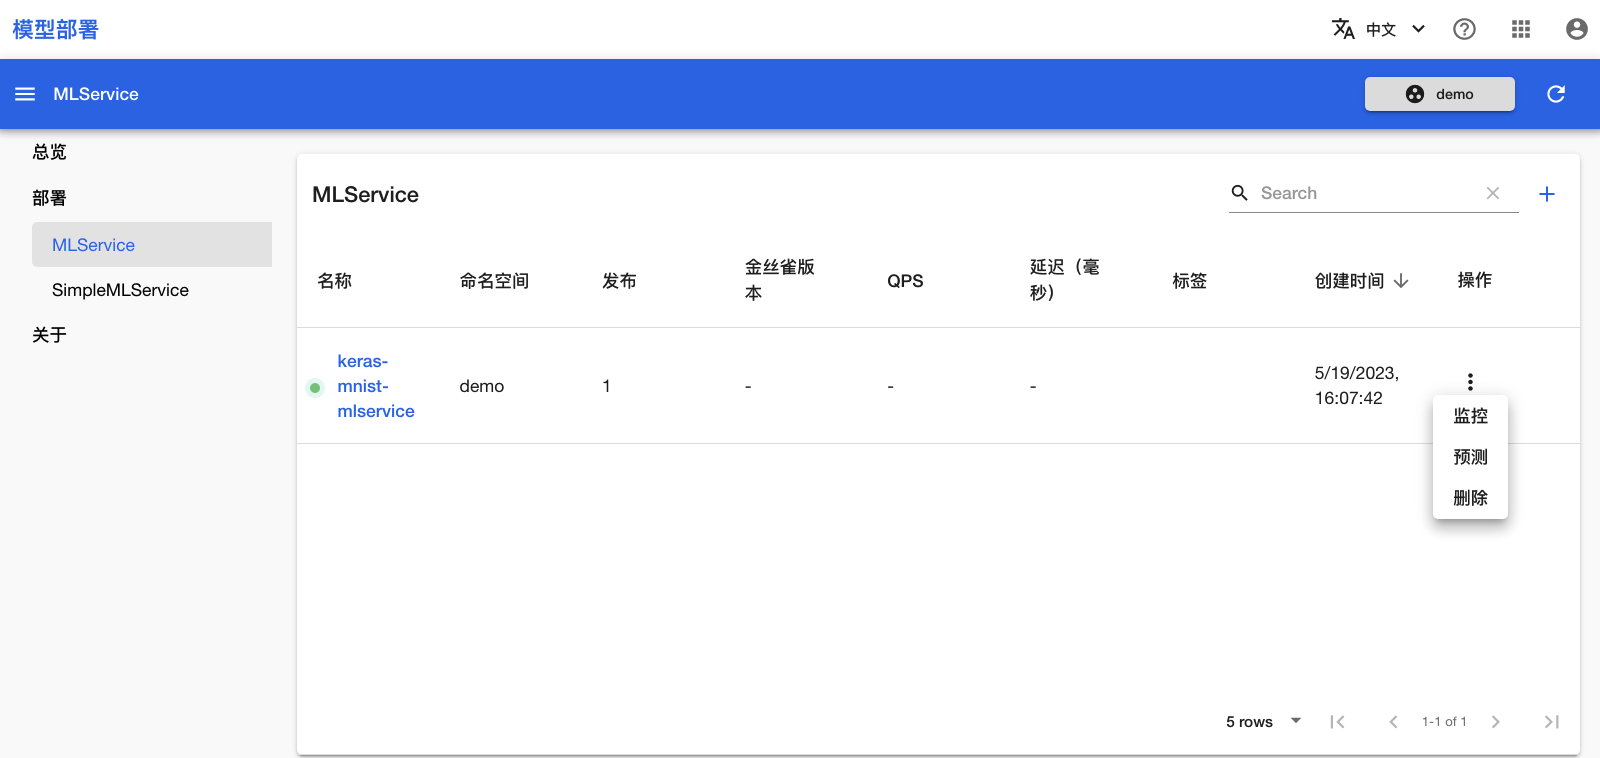 模型部署
中文
MLService
demo
总览
部署
MLService
SimpleMLService
关于
MLService
Search
名称
命名空间
发布
金丝雀版
本
QPS
延迟（毫
秒）
标签
创建时间
操作
keras-
mnist-
mlservice
demo
1
-
-
-
5/19/2023,
16:07:42
监控
预测
删除
5 rows
1-1 of 1